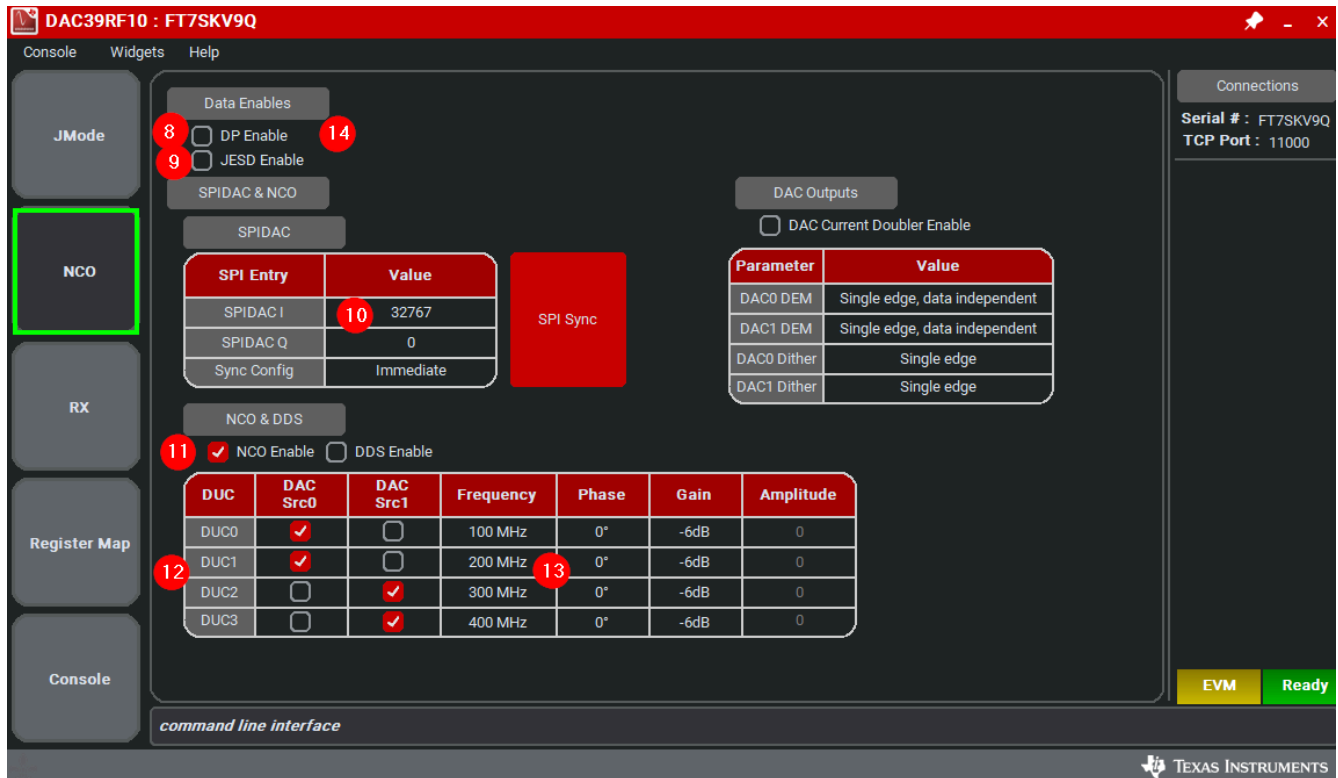 DAC39RF10 : FT7SKV9Q
Console Widgets Help
JMode
NCO
RX
Register Map
Console
Data Enables
8 DP Enable 14
9 JESD Enable
SPIDAC & NCO
SPIDAC
SPI Entry Value
SPIDAC I 10 32767
SPIDAC Q 0
Sync Config Immediate
SPI Sync
DAC Outputs
DAC Current Doubler Enable
Parameter Value
DAC0 DEM Single edge, data independent
DAC1 DEM Single edge, data independent
DAC0 Dither Single edge
DAC1 Dither Single edge
NCO & DDS
11 NCO Enable DDS Enable
DUC DAC Src0 DAC Src1 Frequency Phase Gain Amplitude
DUC0 100 MHz 0° -6dB 0
12 DUC1 200 MHz 13 0° -6dB 0
DUC2 300 MHz 0° -6dB 0
DUC3 400 MHz 0° -6dB 0
Connections
Serial # : FT7SKV9Q
TCP Port : 11000
EVM Ready
command line interface
TEXAS INSTRUMENTS